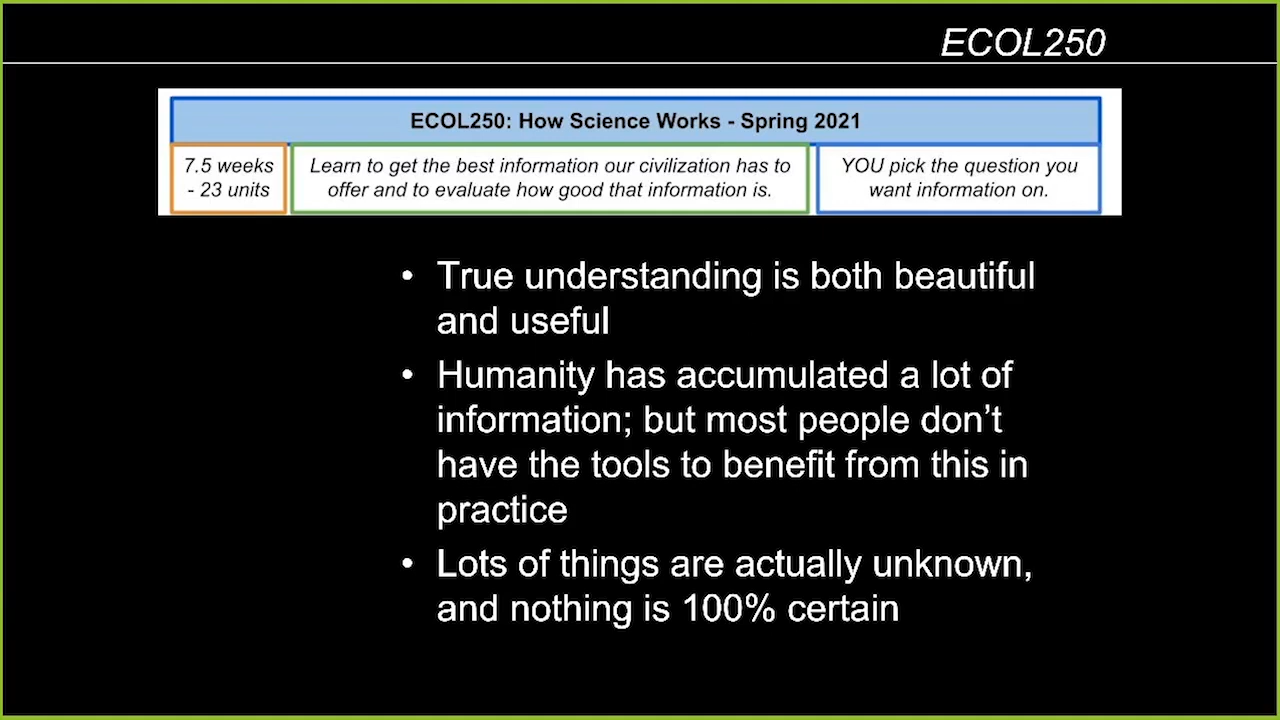 ECOL250
ECOL250: How Science Works - Spring 2021
7.5 weeks
- 23 units
Learn to get the best information our civilization has to
offer and to evaluate how good that information is.
YOU pick the question you
want information on.
• True understanding is both beautiful
and useful
• Humanity has accumulated a lot of
information; but most people don’t
have the tools to benefit from this in
practice
• Lots of things are actually unknown,
and nothing is 100% certain